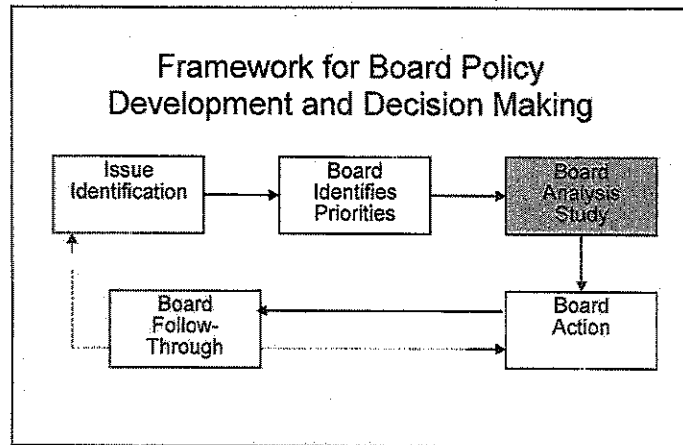 Framework for Board Policy
Development and Decision Making
Issue
Identification
Board
Identifies
Priorities
Board
Analysis
Study
Board
Follow-
Through
Board
Action